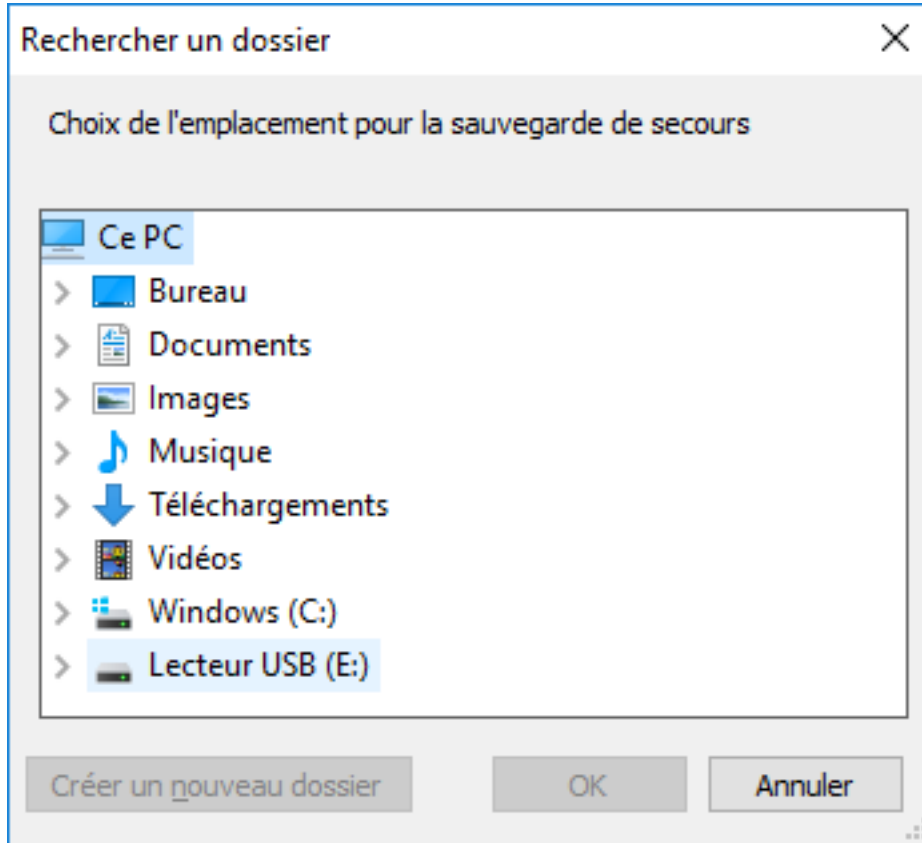 Rechercher un dossier
Choix de l'emplacement pour la sauvegarde de secours
Ce PC
Bureau
Documents
Images
Musique
Téléchargements
Vidéos
Windows (C:)
Lecteur USB (E:)
Créer un nouveau dossier OK Annuler